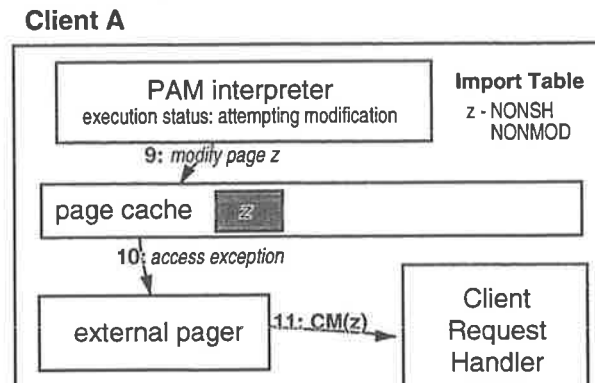 Client A
PAM interpreter
execution status: attempting modification
Import Table
z - NONSH
NONMOD
9: modify page z
page cache
z
10: access exception
external pager
11: CM(z)
Client
Request
Handler